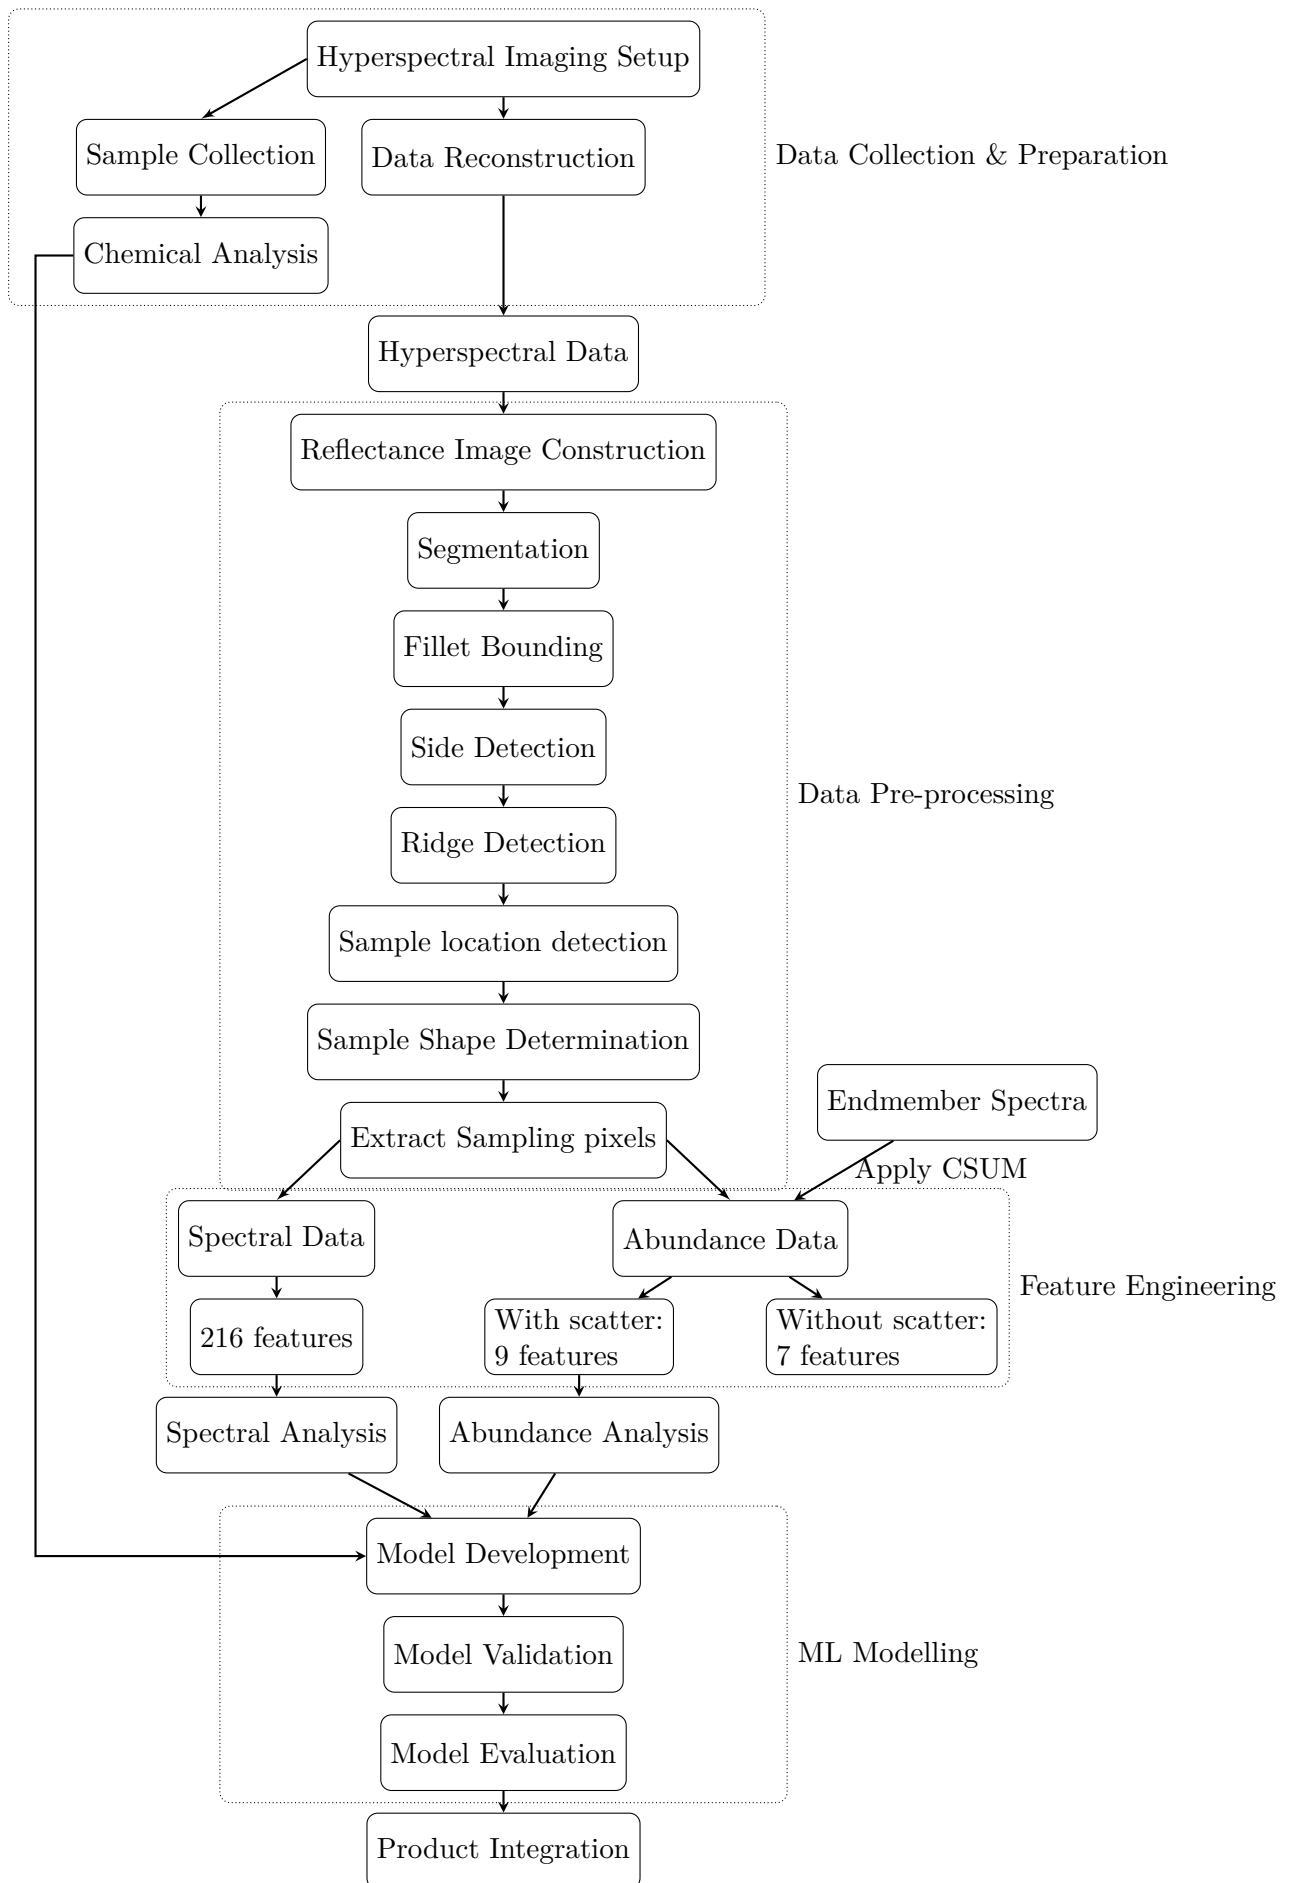 Hyperspectral Imaging Setup
Sample Collection
Data Reconstruction
Data Collection & Preparation
Chemical Analysis
Hyperspectral Data
Reflectance Image Construction
Segmentation
Fillet Bounding
Side Detection
Data Pre-processing
Ridge Detection
Sample location detection
Sample Shape Determination
Endmember Spectra
Extract Sampling pixels
Apply CSUM
Spectral Data
Abundance Data
Feature Engineering
216 features
With scatter:
9 features
Without scatter:
7 features
Spectral Analysis
Abundance Analysis
Model Development
Model Validation
ML Modelling
Model Evaluation
Product Integration